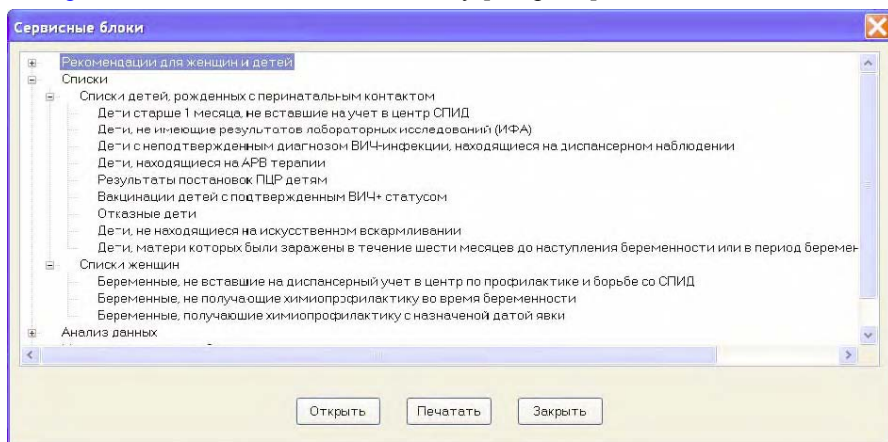 Сервисные блоки
Рекомендации для женщин и детей
Списки
Списки детей, рожденных с перинатальным контактом
Дети старше 1 месяца, не вставшие на учет в центр СПИД
Дети, не имеющие результатов лабораторных исследований (ИФА)
Дети с неподтвержденным диагнозом ВИЧ-инфекции, находящиеся на диспансерном наблюдении
Дети, находящиеся на АРВ терапии
Результаты постановок ПЦР детям
Вакцинации детей с подтвержденным ВИЧ+ статусом
Отказные дети
Дети, не находящиеся на искусственном вскармливании
Дети, матери которых были заражены в течение шести месяцев до наступления беременности или в период беремен
Списки женщин
Беременные, не вставшие на диспансерный учет в центр по профилактике и борьбе со СПИД
Беременные, не получающие химиопрофилактику во время беременности
Беременные, получающие химиопрофилактику с назначеной датой явки
Анализ данных
Открыть Печатать Закрыть